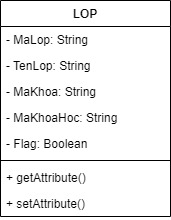 LOP
- MaLop: String
- TenLop: String
- MaKhoa: String
- MaKhoaHoc: String
- Flag: Boolean
+ getAttribute()
+ setAttribute()